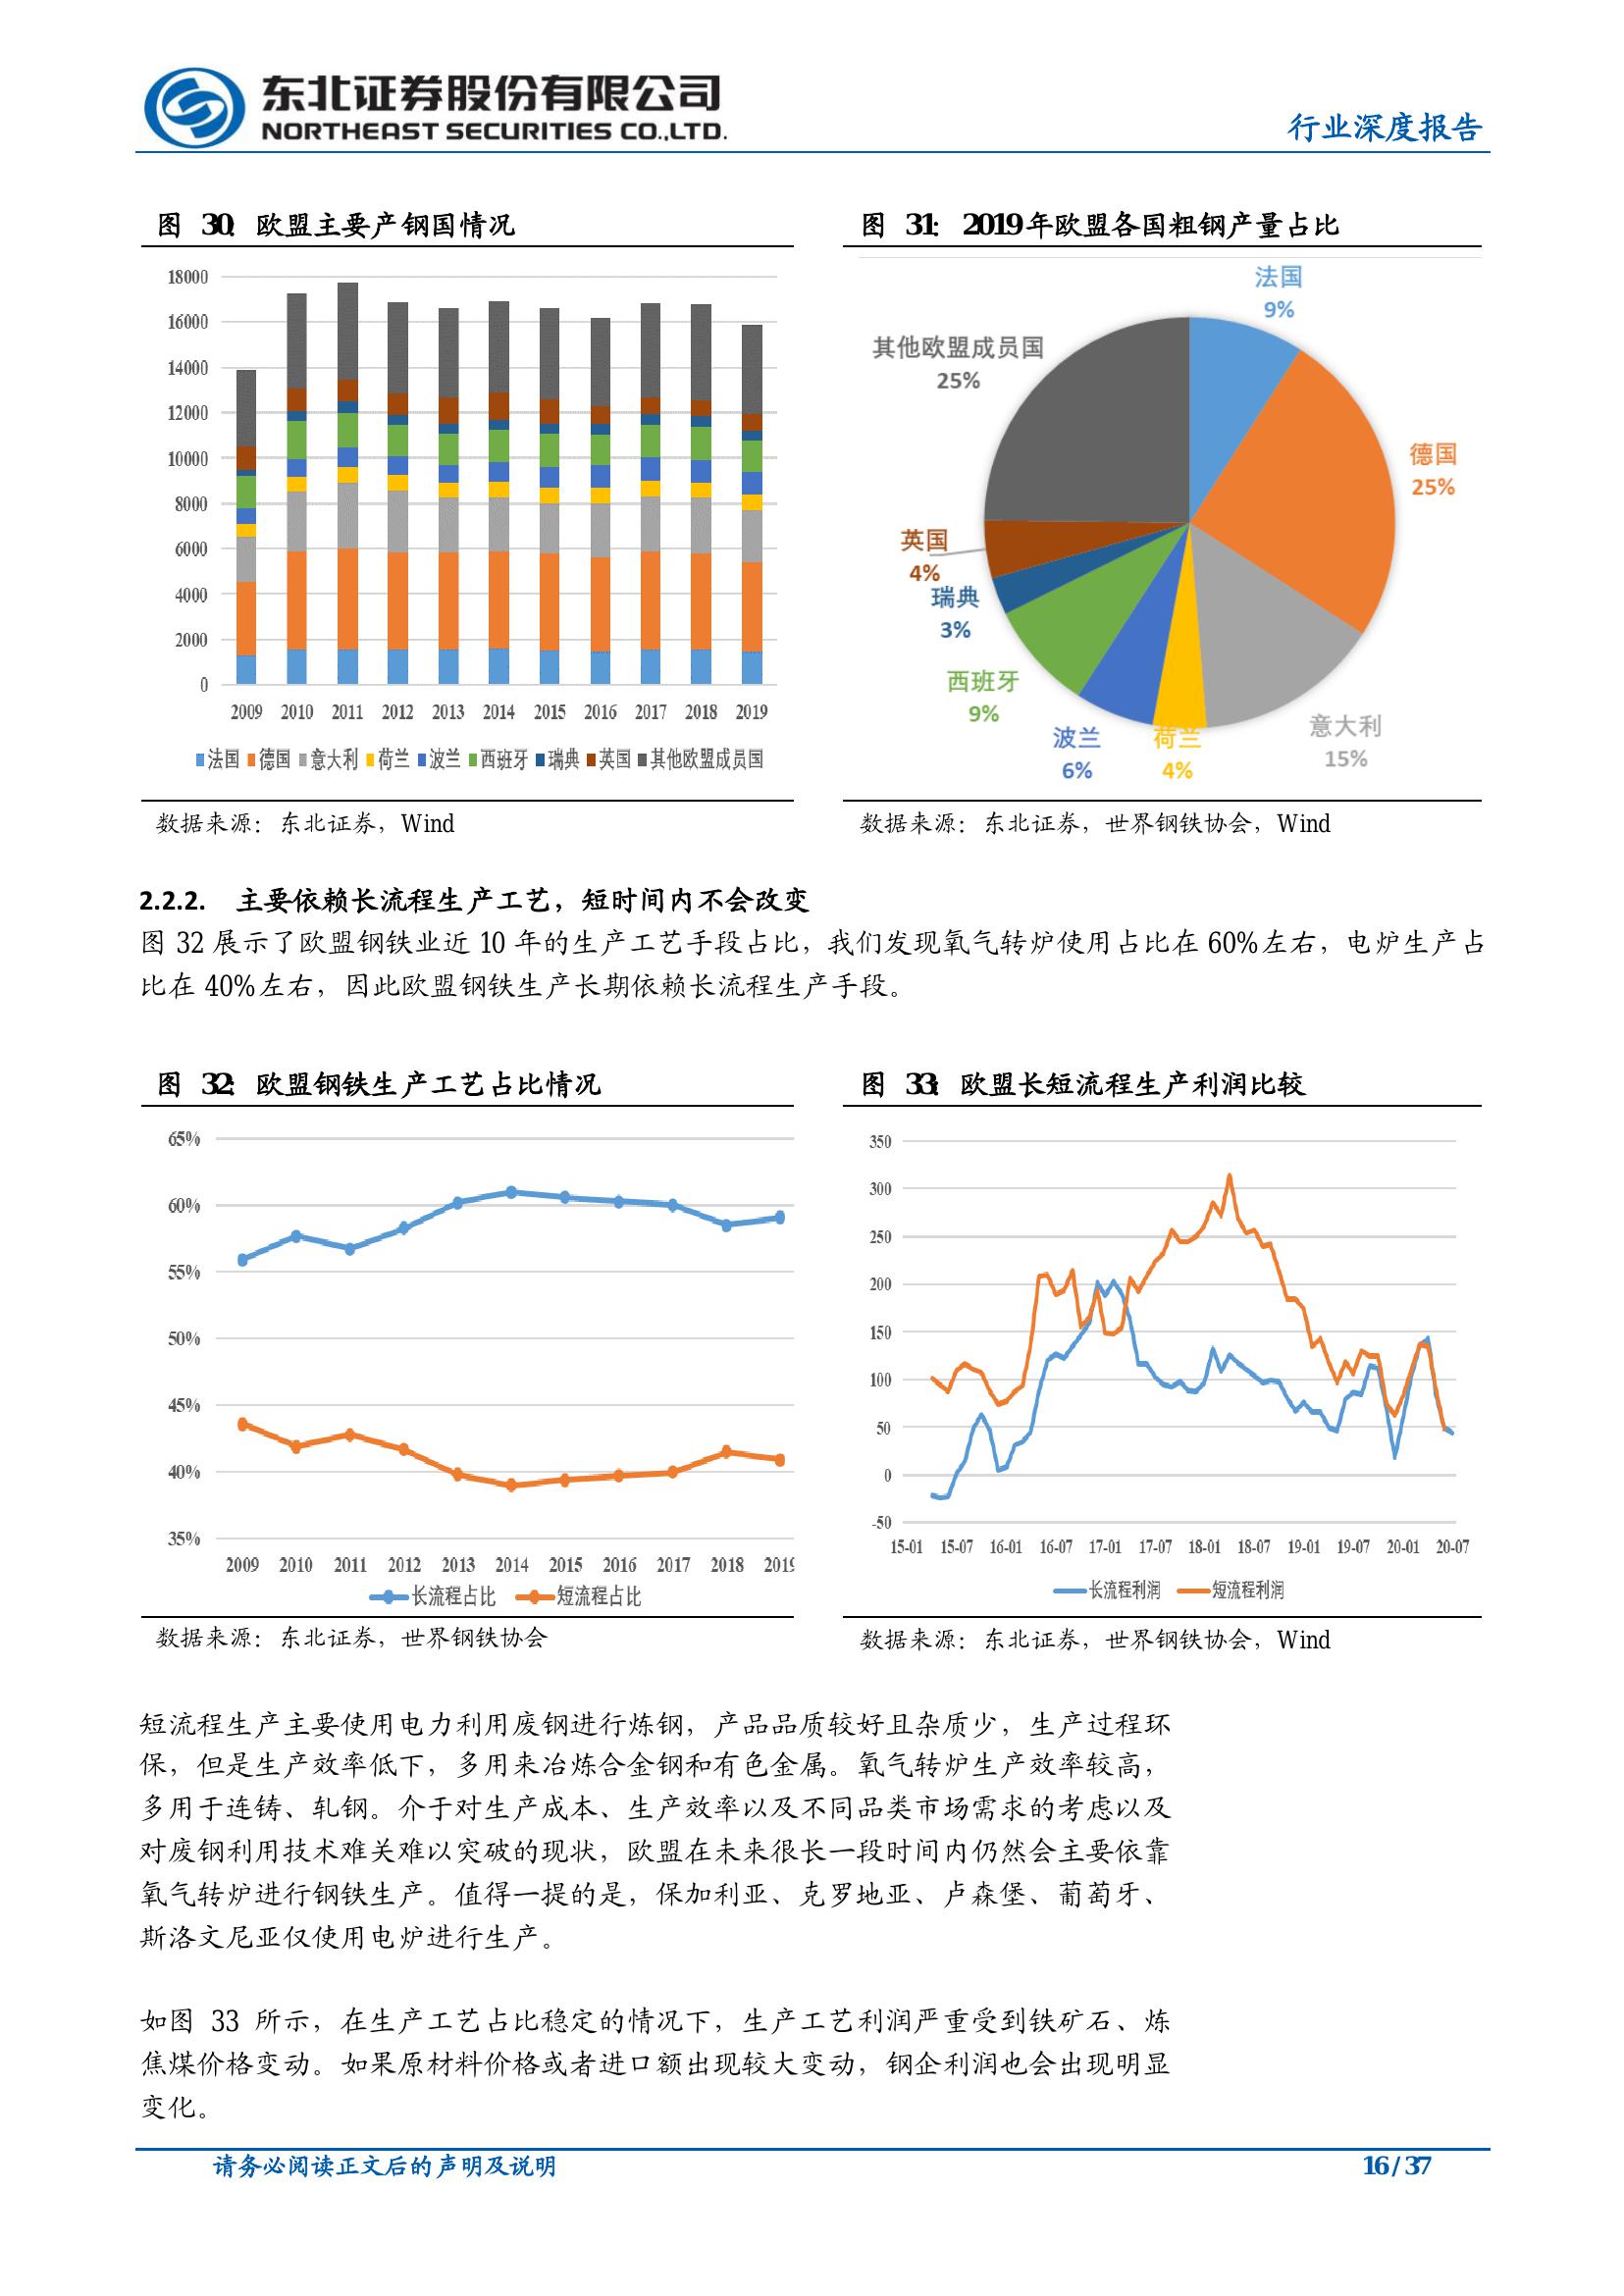 东北证券股份有限公司
NORTHEAST SECURITIES CO.,LTD.
行业深度报告
图 30：欧盟主要产钢国情况
18000
16000
14000
12000
10000
8000
6000
4000
2000
0
2009 2010 2011 2012 2013 2014 2015 2016 2017 2018 2019
法国 德国 意大利 荷兰 波兰 西班牙 瑞典 英国 其他欧盟成员国
数据来源：东北证券，Wind
图 31：2019年欧盟各国粗钢产量占比
法国
9%
其他欧盟成员国
25%
德国
25%
英国
4%
瑞典
3%
西班牙
9%
波兰
6%
荷兰
4%
意大利
15%
数据来源：东北证券，世界钢铁协会，Wind
2.2.2. 主要依赖长流程生产工艺，短时间内不会改变
图 32 展示了欧盟钢铁业近 10 年的生产工艺手段占比，我们发现氧气转炉使用占比在 60%左右，电炉生产占
比在 40%左右，因此欧盟钢铁生产长期依赖长流程生产手段。
图 32：欧盟钢铁生产工艺占比情况
65%
60%
55%
50%
45%
40%
35%
2009 2010 2011 2012 2013 2014 2015 2016 2017 2018 2019
长流程占比 短流程占比
数据来源：东北证券，世界钢铁协会
图 33：欧盟长短流程生产利润比较
350
300
250
200
150
100
50
0
-50
15-01 15-07 16-01 16-07 17-01 17-07 18-01 18-07 19-01 19-07 20-01 20-07
长流程利润 短流程利润
数据来源：东北证券，世界钢铁协会，Wind
短流程生产主要使用电力利用废钢进行炼钢，产品品质较好且杂质少，生产过程环
保，但是生产效率低下，多用来冶炼合金钢和有色金属。氧气转炉生产效率较高，
多用于连铸、轧钢。介于对生产成本、生产效率以及不同品类市场需求的考虑以及
对废钢利用技术难关难以突破的现状，欧盟在未来很长一段时间内仍然会主要依靠
氧气转炉进行钢铁生产。值得一提的是，保加利亚、克罗地亚、卢森堡、葡萄牙、
斯洛文尼亚仅使用电炉进行生产。
如图 33 所示，在生产工艺占比稳定的情况下，生产工艺利润严重受到铁矿石、炼
焦煤价格变动。如果原材料价格或者进口额出现较大变动，钢企利润也会出现明显
变化。
请务必阅读正文后的声明及说明
16 / 37